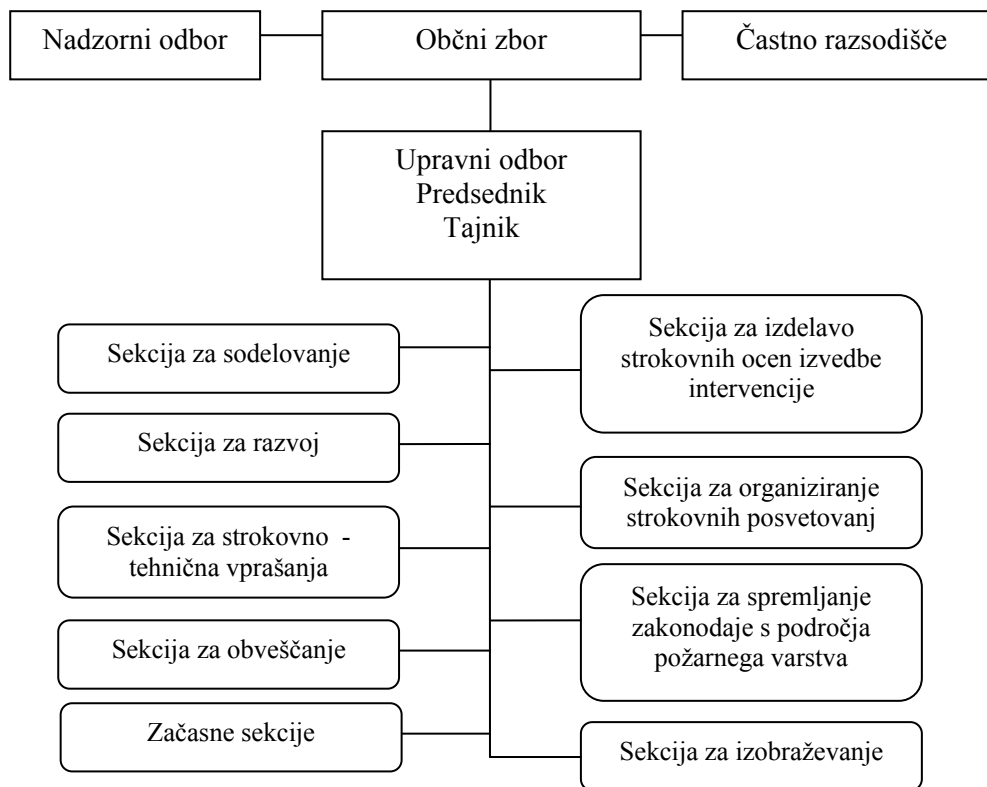 Nadzorni odbor
Občni zbor
Častno razsodišče
Upravni odbor
Predsednik
Tajnik
Sekcija za sodelovanje
Sekcija za razvoj
Sekcija za strokovno -
tehnična vprašanja
Sekcija za obveščanje
Začasne sekcije
Sekcija za izdelavo
strokovnih ocen izvedbe
intervencije
Sekcija za organiziranje
strokovnih posvetovanj
Sekcija za spremljanje
zakonodaje s področja
požarnega varstva
Sekcija za izobraževanje